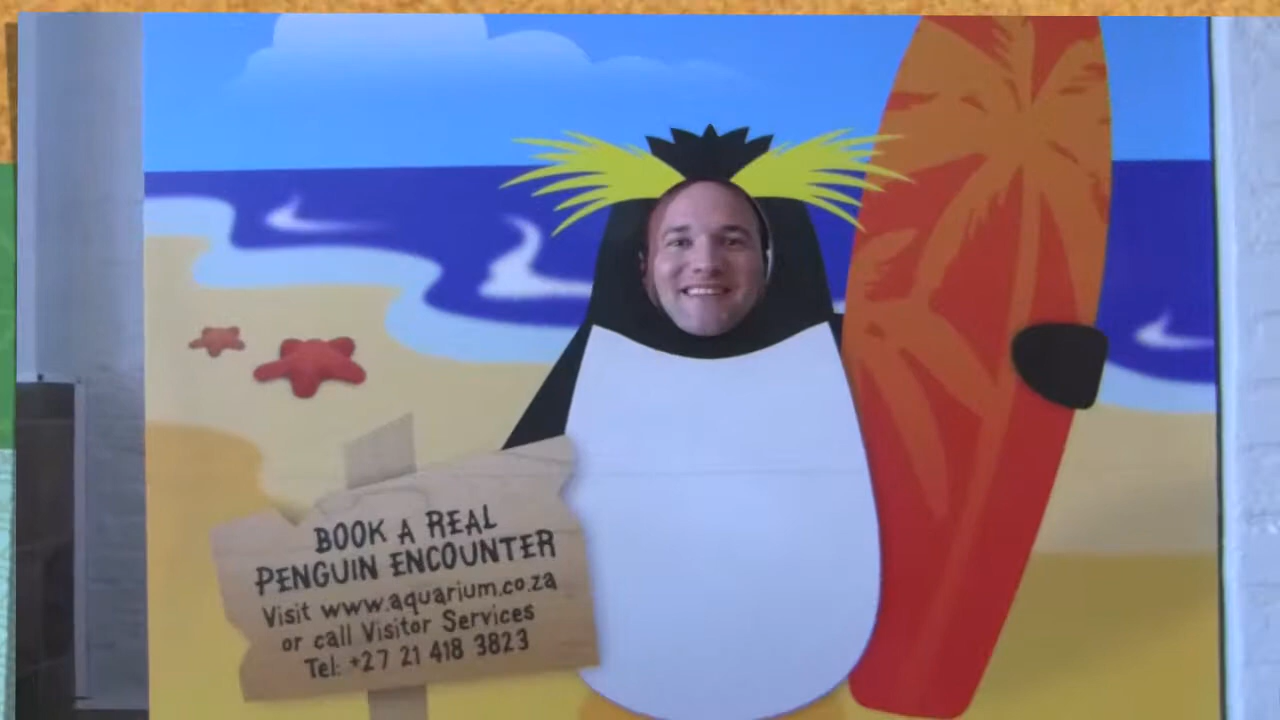 BOOK A REAL
PENGUIN ENCOUNTER
Visit www.aquarium.co.za
or call Visitor Services
Tel: +27 21 418 3823